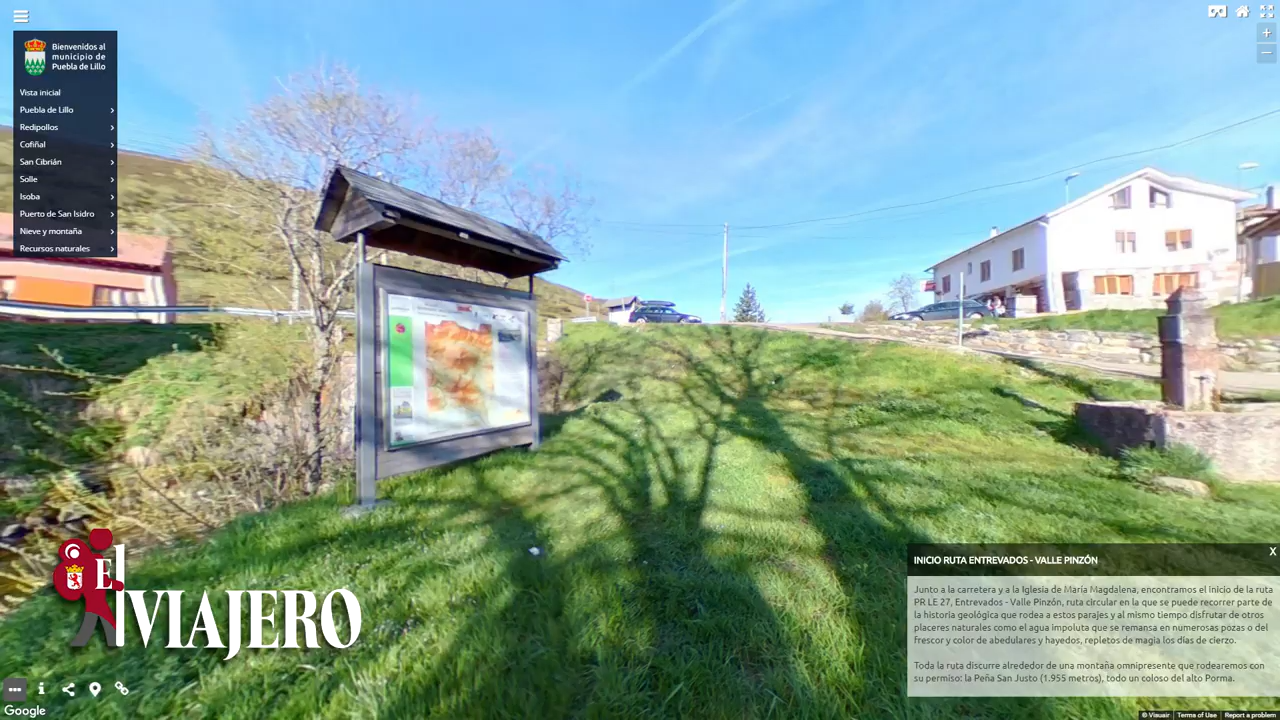 Bienvenidos al
municipio de
Puebla de Lillo
Vista inicial
Puebla de Lillo
Redipollos
Cofiñal
San Cibrián
Solle
Isoba
Puerto de San Isidro
Nieve y montaña
Recursos naturales
EL
VIAJERO
INICIO RUTA ENTREVADOS - VALLE PINZÓN
X
Junto a la carretera y a la Iglesia de María Magdalena, encontramos el inicio de la ruta
PR LE 27, Entrevados - Valle Pinzón, ruta circular en la que se puede recorrer parte de
la historia geológica que rodea a estos parajes y al mismo tiempo disfrutar de otros
placeres naturales como el agua impoluta que se remansa en numerosas pozas o del
frescor y color de abedulares y hayedos, repletos de magia los días de cierzo.
Toda la ruta discurre alrededor de una montaña omnipresente que rodearemos con
su permiso: la Peña San Justo (1.955 metros), todo un coloso del alto Porma.
Google
© Visuair
Terms of Use
Report a problem